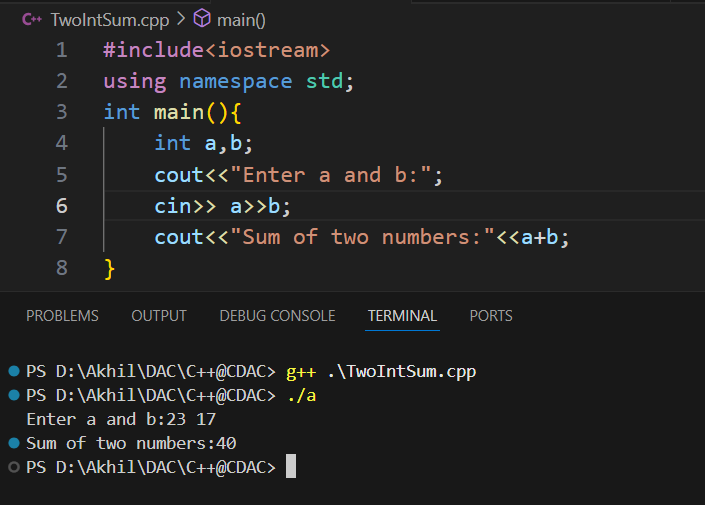 C++ TwoIntSum.cpp > main()
1 #include<iostream>
2 using namespace std;
3 int main(){
4     int a,b;
5     cout<<"Enter a and b:";
6     cin>> a>>b;
7     cout<<"Sum of two numbers:"<<a+b;
8 }
PROBLEMS OUTPUT DEBUG CONSOLE TERMINAL PORTS
PS D:\Akhil\DAC\C++@CDAC> g++ .\TwoIntSum.cpp
PS D:\Akhil\DAC\C++@CDAC> ./a
Enter a and b:23 17
Sum of two numbers:40
PS D:\Akhil\DAC\C++@CDAC>